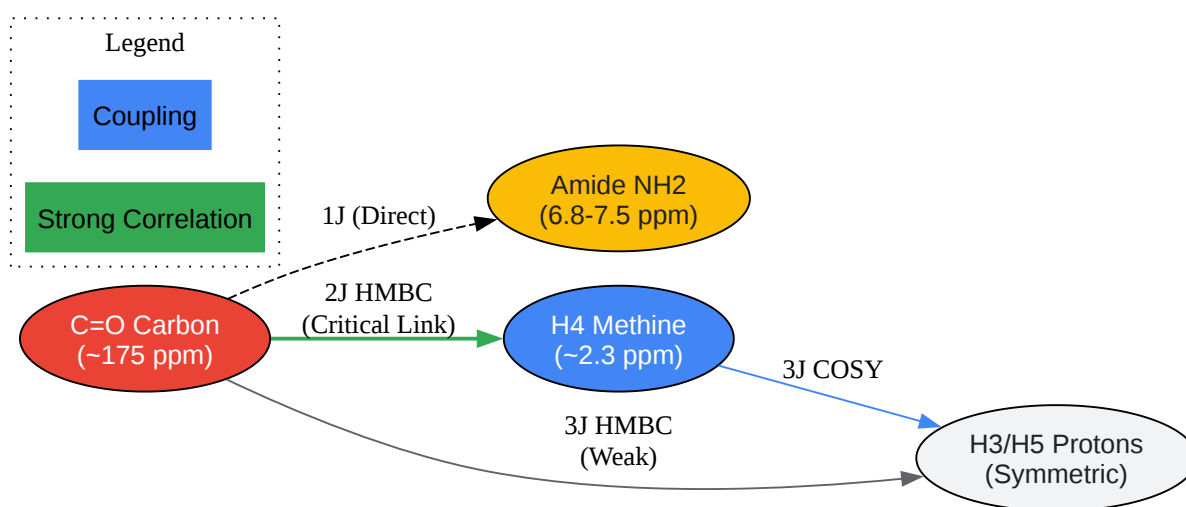 Legend
Coupling
Strong Correlation
Amide NH2
(6.8-7.5 ppm)
1J (Direct)
2J HMBC
(Critical Link)
C=O Carbon
(~175 ppm)
H4 Methine
(~2.3 ppm)
3J COSY
3J HMBC
(Weak)
H3/H5 Protons
(Symmetric)